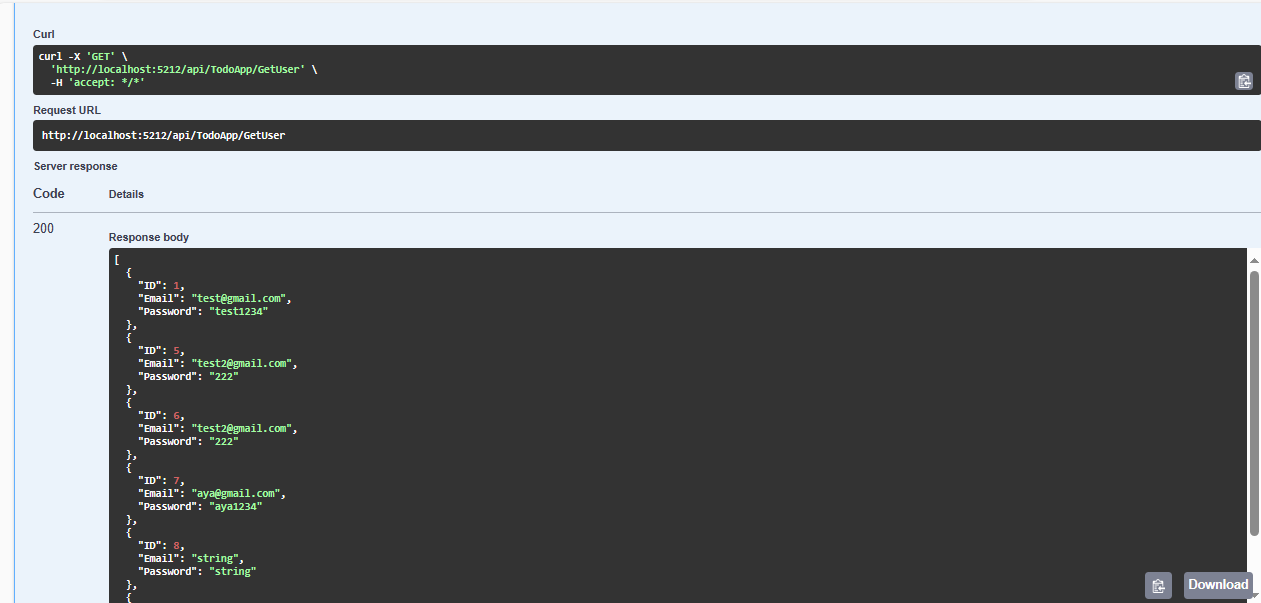 Curl
curl -X 'GET' \
  'http://localhost:5212/api/TodoApp/GetUser' \
  -H 'accept: */*'
Request URL
http://localhost:5212/api/TodoApp/GetUser
Server response
Code Details
200
Response body
[
  {
    "ID": 1,
    "Email": "test@gmail.com",
    "Password": "test1234"
  },
  {
    "ID": 5,
    "Email": "test2@gmail.com",
    "Password": "222"
  },
  {
    "ID": 6,
    "Email": "test2@gmail.com",
    "Password": "222"
  },
  {
    "ID": 7,
    "Email": "aya@gmail.com",
    "Password": "aya1234"
  },
  {
    "ID": 8,
    "Email": "string",
    "Password": "string"
  },
  {
Download